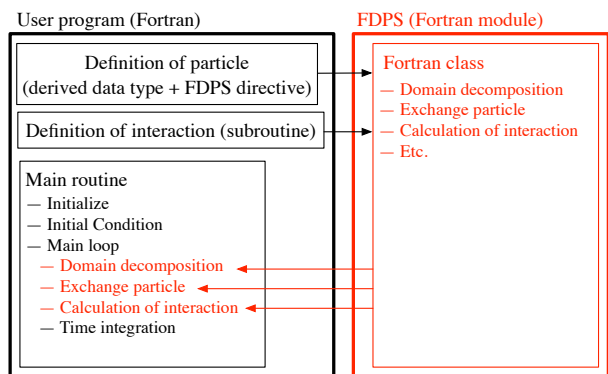 User program (Fortran)
Definition of particle
(derived data type + FDPS directive)
Definition of interaction (subroutine)
Main routine
— Initialize
— Initial Condition
— Main loop
— Domain decomposition
— Exchange particle
— Calculation of interaction
— Time integration
FDPS (Fortran module)
Fortran class
— Domain decomposition
— Exchange particle
— Calculation of interaction
— Etc.